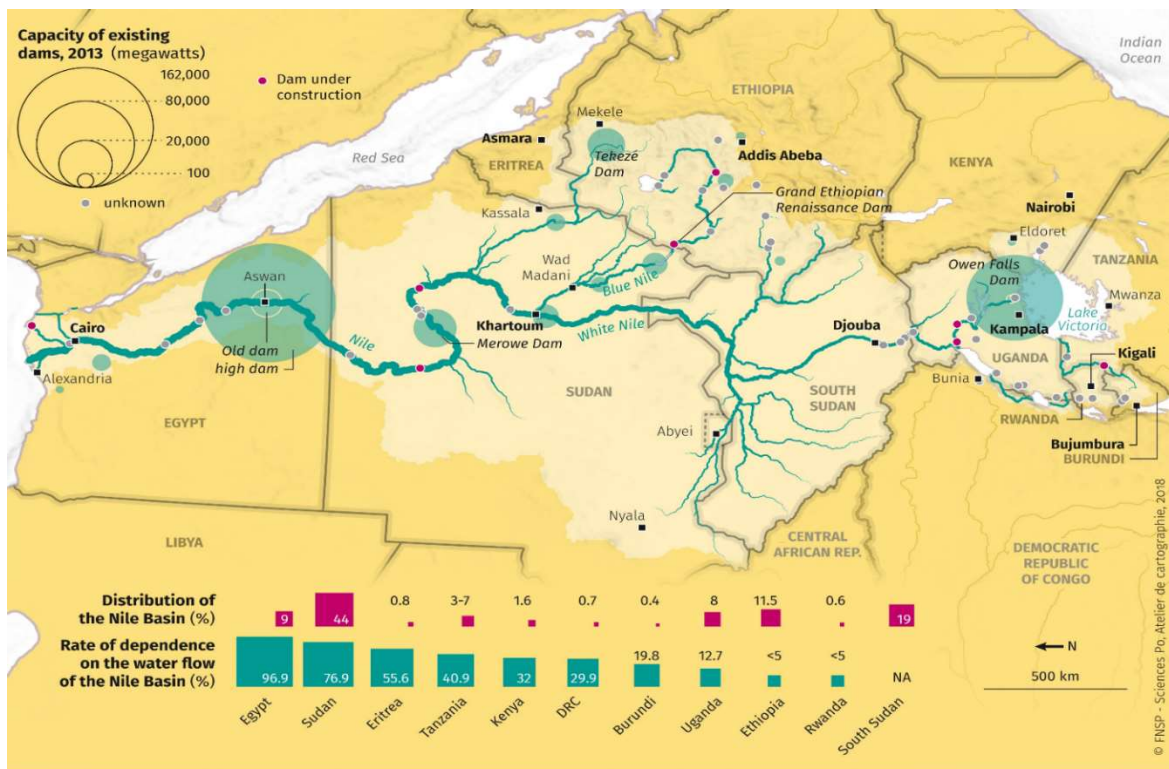 Capacity of existing
dams, 2013 (megawatts)
162,000
80,000
20,000
100
unknown
Dam under
construction
Indian
Ocean
Red Sea
ETHIOPIA
Mekele
Asmara
ERITREA
Tekezé
Dam
Addis Abeba
KENYA
Grand Ethiopian
Renaissance Dam
Nairobi
Kassala
Eldoret
TANZANIA
Wad
Madani
Blue Nile
Owen Falls
Dam
Mwanza
Aswan
Lake
Victoria
Cairo
Khartoum
White Nile
Djouba
Kampala
Merowe Dam
Nile
Old dam
high dam
UGANDA
Kigali
Alexandria
SUDAN
SOUTH
SUDAN
Bunia
RWANDA
EGYPT
Abyei
Bujumbura
BURUNDI
Nyala
LIBYA
CENTRAL
AFRICAN REP.
DEMOCRATIC
REPUBLIC
OF CONGO
Distribution of
the Nile Basin (%)
9 44 0.8 3-7 1.6 0.7 0.4 8 11.5 0.6 19
Rate of dependence
on the water flow
of the Nile Basin (%)
96.9 76.9 55.6 40.9 32 29.9 19.8 12.7 <5 <5 NA
Egypt Sudan Eritrea Tanzania Kenya DRC Burundi Uganda Ethiopia Rwanda South Sudan
N
500 km
© FNSP - Sciences Po, Atelier de cartographie, 2018